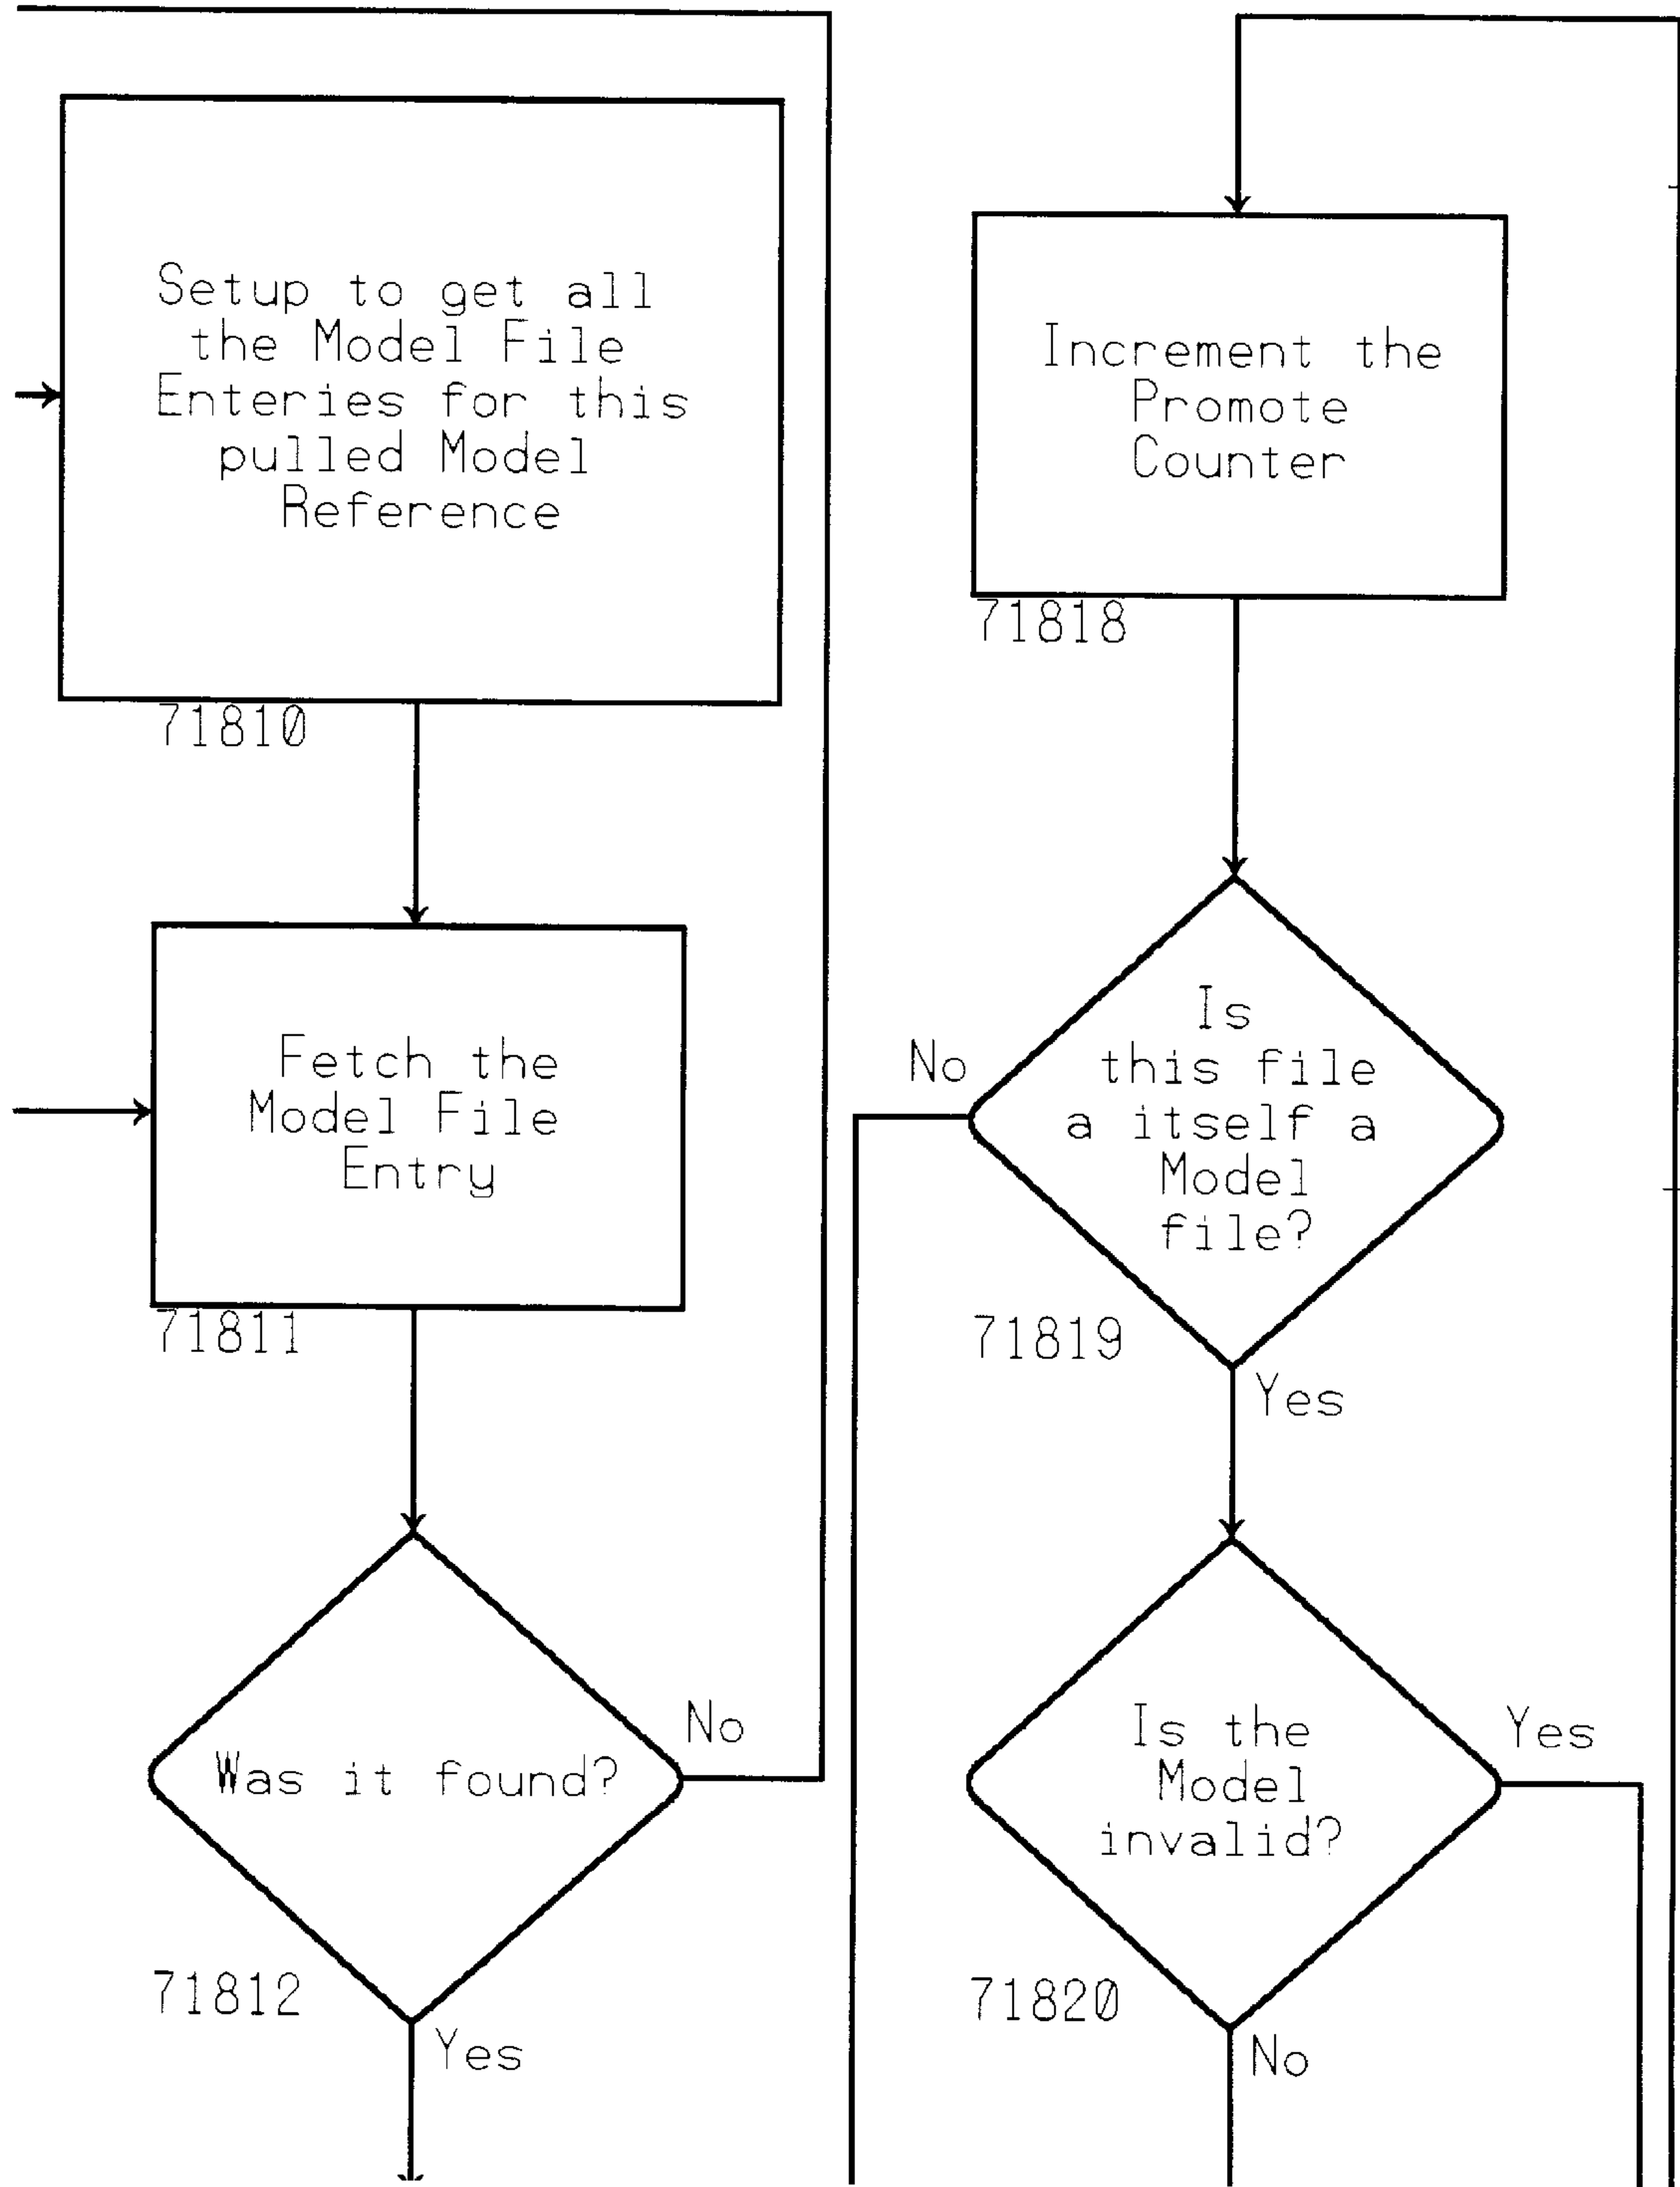 Setup to get all
the Model File
Enteries for this
pulled Model
Reference
71810
Fetch the
Model File
Entry
71811
Was it found?
No
71812
Yes
Increment the
Promote
Counter
71818
Is
this file
a itself a
Model
file?
No
71819
Yes
Is the
Model
invalid?
Yes
71820
No